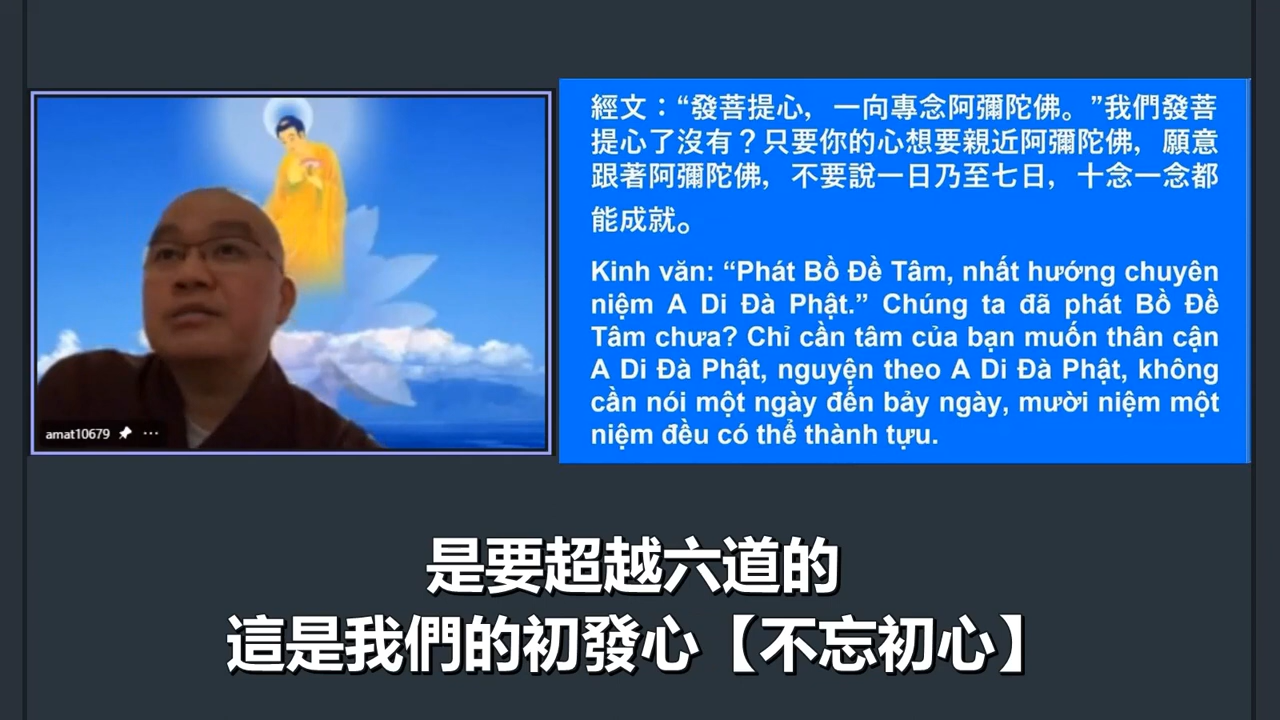 經文：“發菩提心，一向專念阿彌陀佛。”我們發菩
提心了沒有？只要你的心想要親近阿彌陀佛，願意
跟著阿彌陀佛，不要說一日乃至七日，十念一念都
能成就。
Kinh văn: “Phát Bồ Đề Tâm, nhất hướng chuyên
niệm A Di Đà Phật.” Chúng ta đã phát Bồ Đề
Tâm chưa? Chỉ cần tâm của bạn muốn thân cận
A Di Đà Phật, nguyện theo A Di Đà Phật, không
cần nói một ngày đến bảy ngày, mười niệm một
niệm đều có thể thành tựu.
amat10679
是要超越六道的
這是我們的初發心【不忘初心】